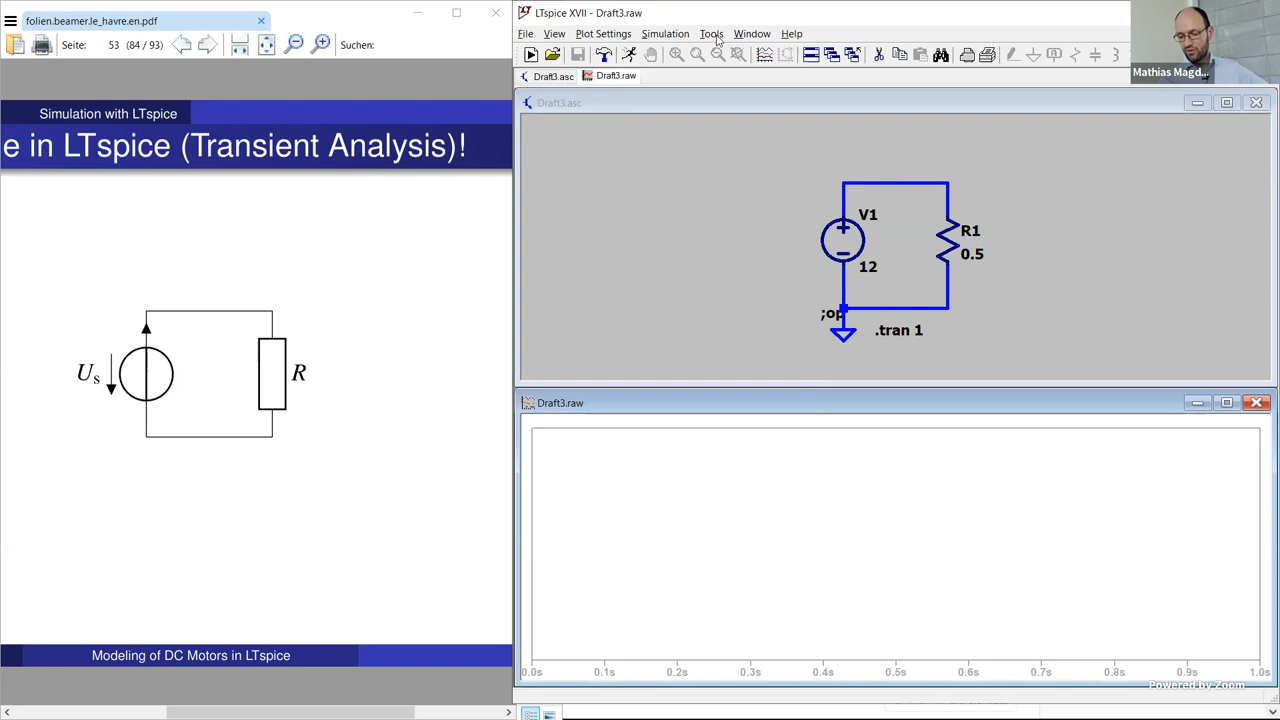 folien.beamer.le_havre.en.pdf
Seite: 53 (84 / 93) Suchen:
Simulation with LTspice
e in LTspice (Transient Analysis)!
Us
R
Modeling of DC Motors in LTspice
LTspice XVII - Draft3.raw
File View Plot Settings Simulation Tools Window Help
Draft3.asc Draft3.raw
Mathias Magd...
Draft3.asc
V1
R1
0.5
12
;op
.tran 1
Draft3.raw
0.0s 0.1s 0.2s 0.3s 0.4s 0.5s 0.6s 0.7s 0.8s 0.9s 1.0s
Powered by Zoom